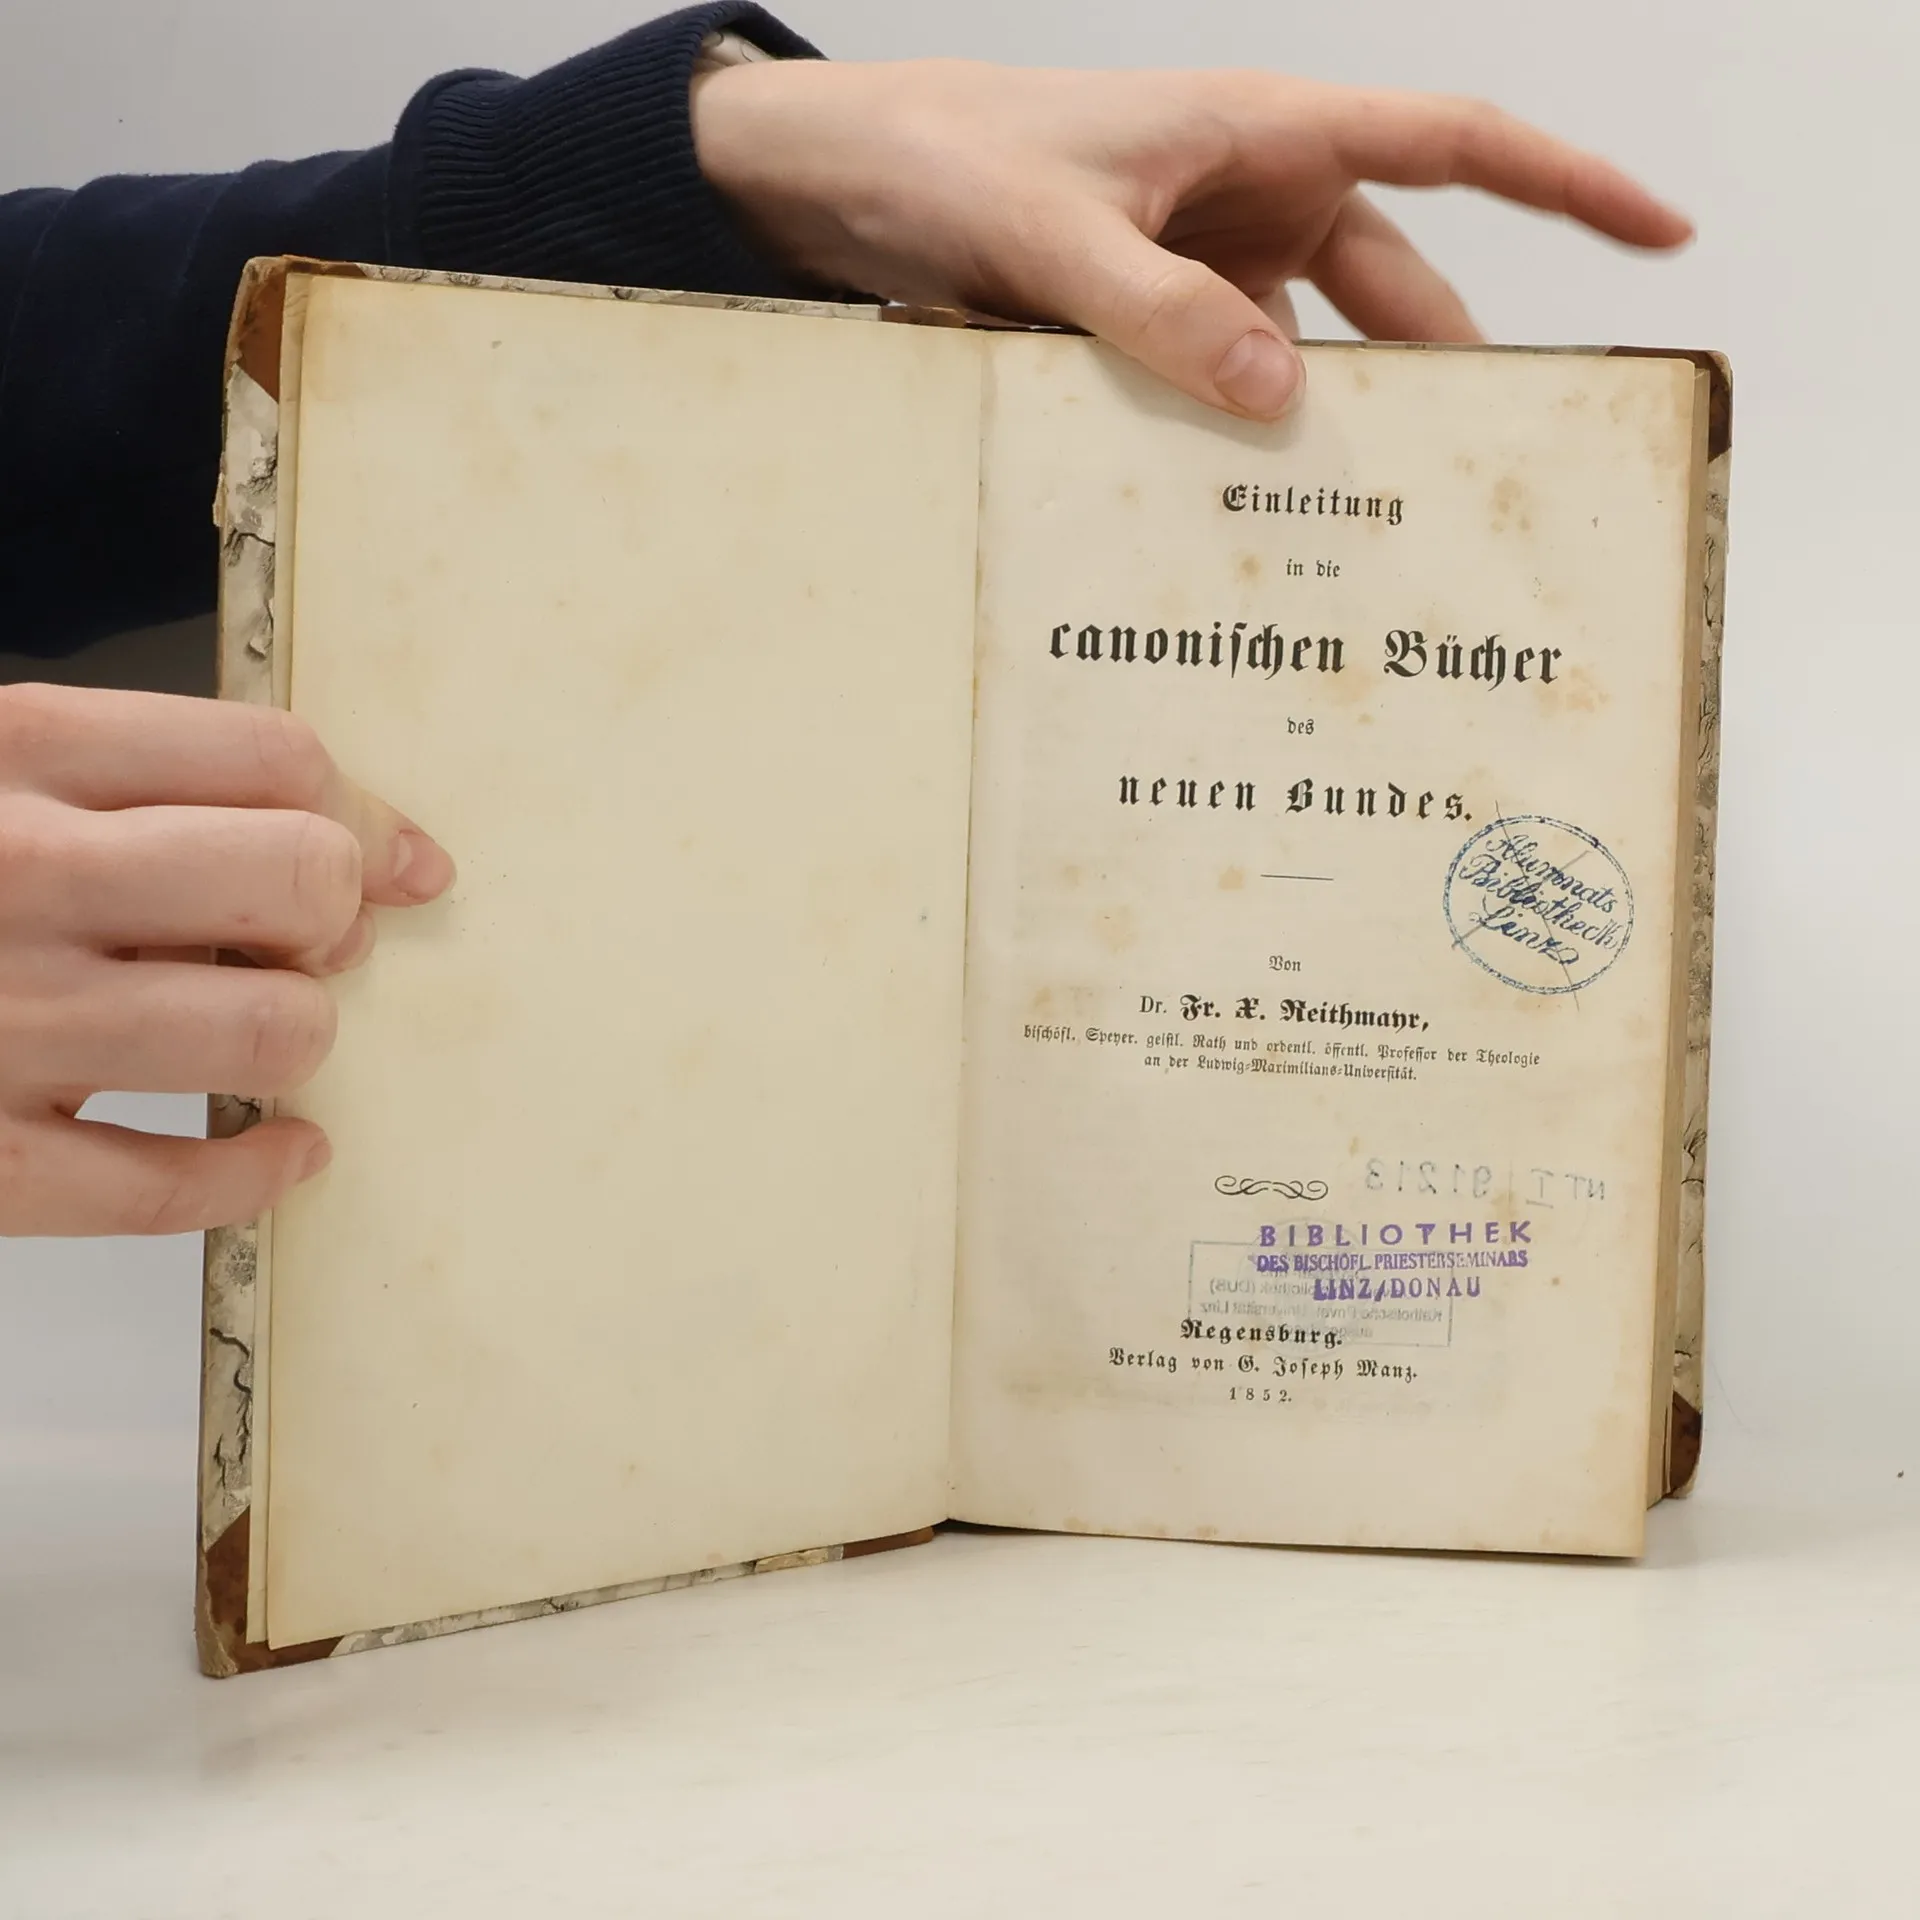 Einleitung
in die
canoniſchen Bücher
des
neuen Bundes.
Alumnats
Bibliotheck
Linz
Von
Dr. Fr. X. Reithmayr,
biſchöfl. Speyer. geiſtl. Rath und ordentl. öffentl. Profeſſor der Theologie
an der Ludwig-Maximilians-Univerſität.
NT I 91213
BIBLIOTHEK
DES BISCHÖFL. PRIESTERSEMINARS
LINZ/DONAU
Regensburg.
Verlag von G. Joſeph Manz.
1852.